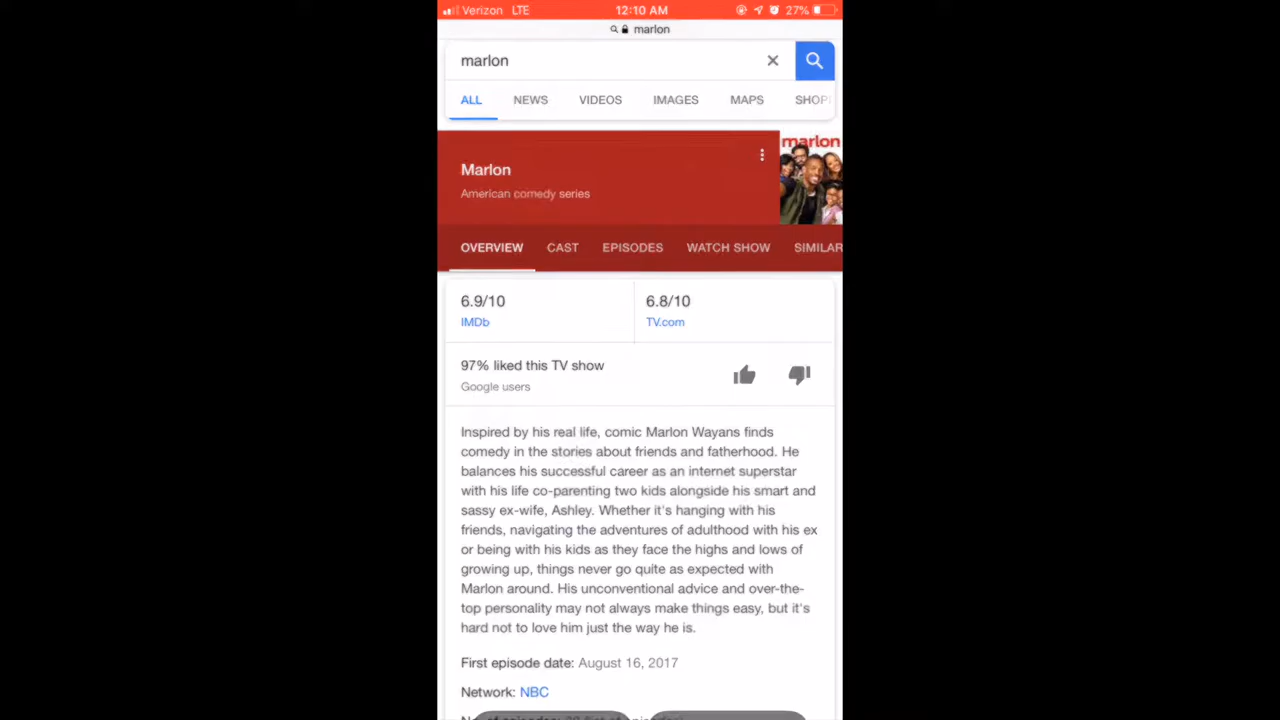 Verizon LTE 12:10 AM 27%
marlon
marlon
ALL NEWS VIDEOS IMAGES MAPS SHOP
Marlon
American comedy series
marlon
OVERVIEW CAST EPISODES WATCH SHOW SIMILAR
6.9/10 6.8/10
IMDb TV.com
97% liked this TV show
Google users
Inspired by his real life, comic Marlon Wayans finds
comedy in the stories about friends and fatherhood. He
balances his successful career as an internet superstar
with his life co-parenting two kids alongside his smart and
sassy ex-wife, Ashley. Whether it's hanging with his
friends, navigating the adventures of adulthood with his ex
or being with his kids as they face the highs and lows of
growing up, things never go quite as expected with
Marlon around. His unconventional advice and over-the-
top personality may not always make things easy, but it's
hard not to love him just the way he is.
First episode date: August 16, 2017
Network: NBC